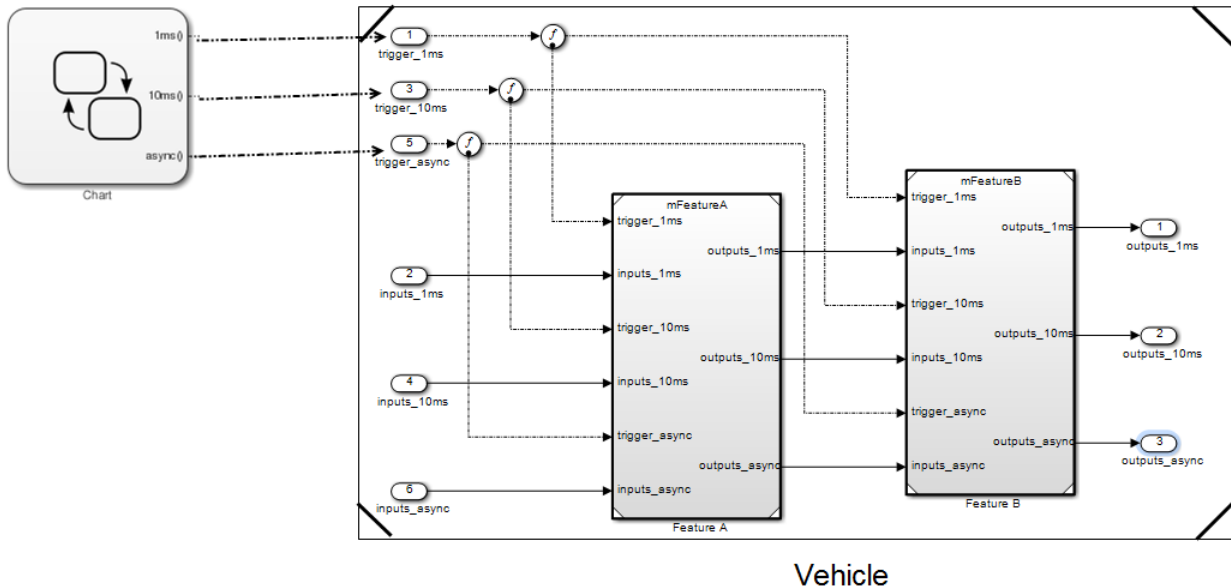 1ms()
10ms()
async()
Chart
1
trigger_1ms
f
3
trigger_10ms
f
5
trigger_async
f
2
inputs_1ms
4
inputs_10ms
6
inputs_async
mFeatureA
trigger_1ms
outputs_1ms
inputs_1ms
trigger_10ms
outputs_10ms
inputs_10ms
trigger_async
outputs_async
inputs_async
Feature A
mFeatureB
trigger_1ms
outputs_1ms
inputs_1ms
trigger_10ms
outputs_10ms
inputs_10ms
trigger_async
outputs_async
inputs_async
Feature B
1
outputs_1ms
2
outputs_10ms
3
outputs_async
Vehicle